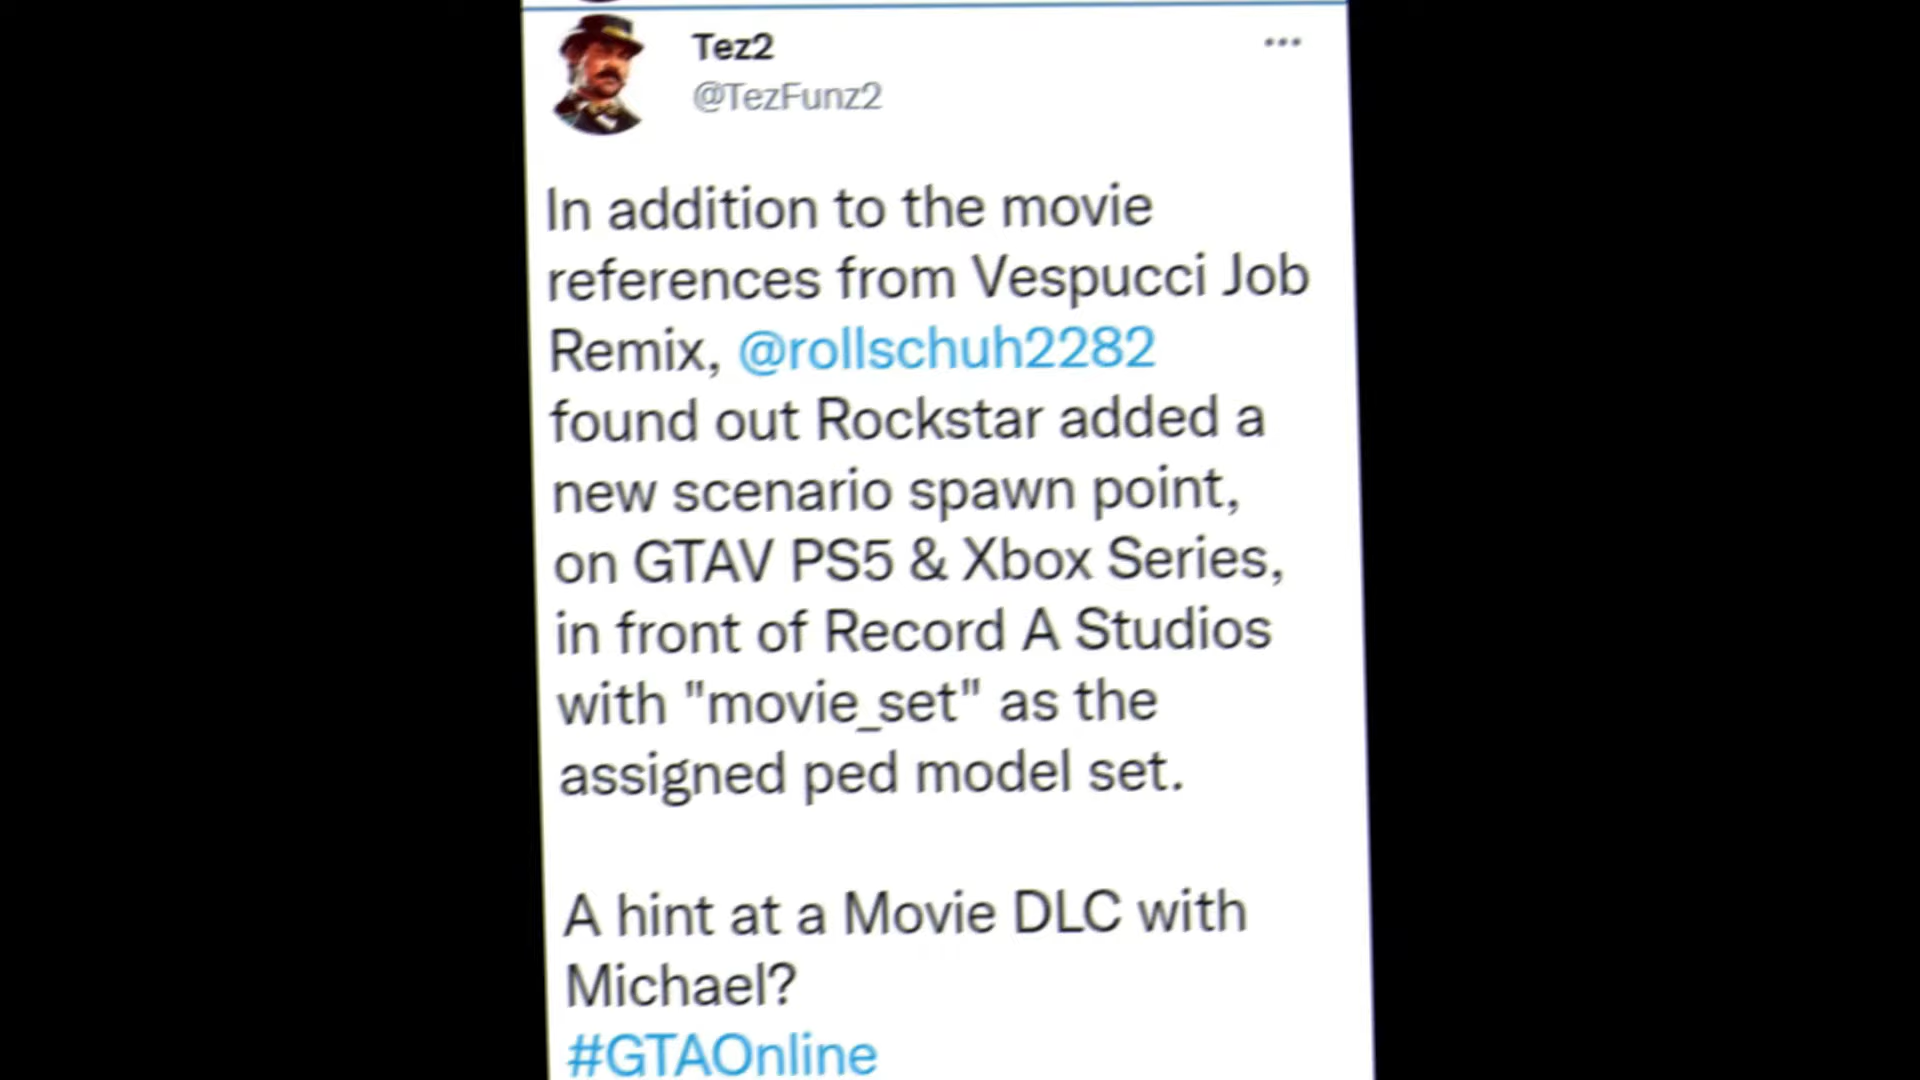 Tez2
@TezFunz2
In addition to the movie
references from Vespucci Job
Remix, @rollschuh2282
found out Rockstar added a
new scenario spawn point,
on GTAV PS5 & Xbox Series,
in front of Record A Studios
with "movie_set" as the
assigned ped model set.
A hint at a Movie DLC with
Michael?
#GTAOnline